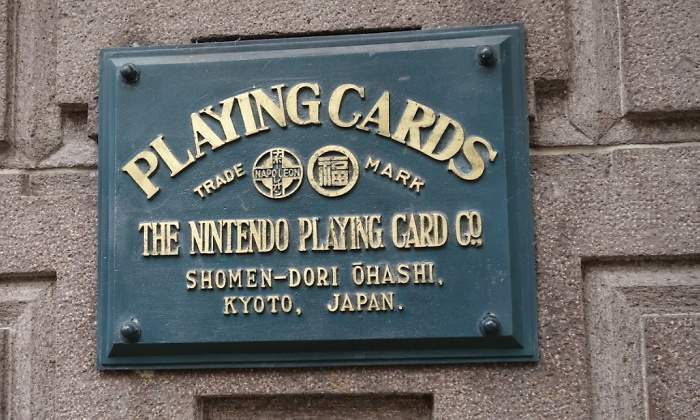 PLAYING CARDS
TRADE NAPOLEON 福 MARK
THE NINTENDO PLAYING CARD Co.
SHOMEN-DORI ŌHASHI,
KYOTO, JAPAN.